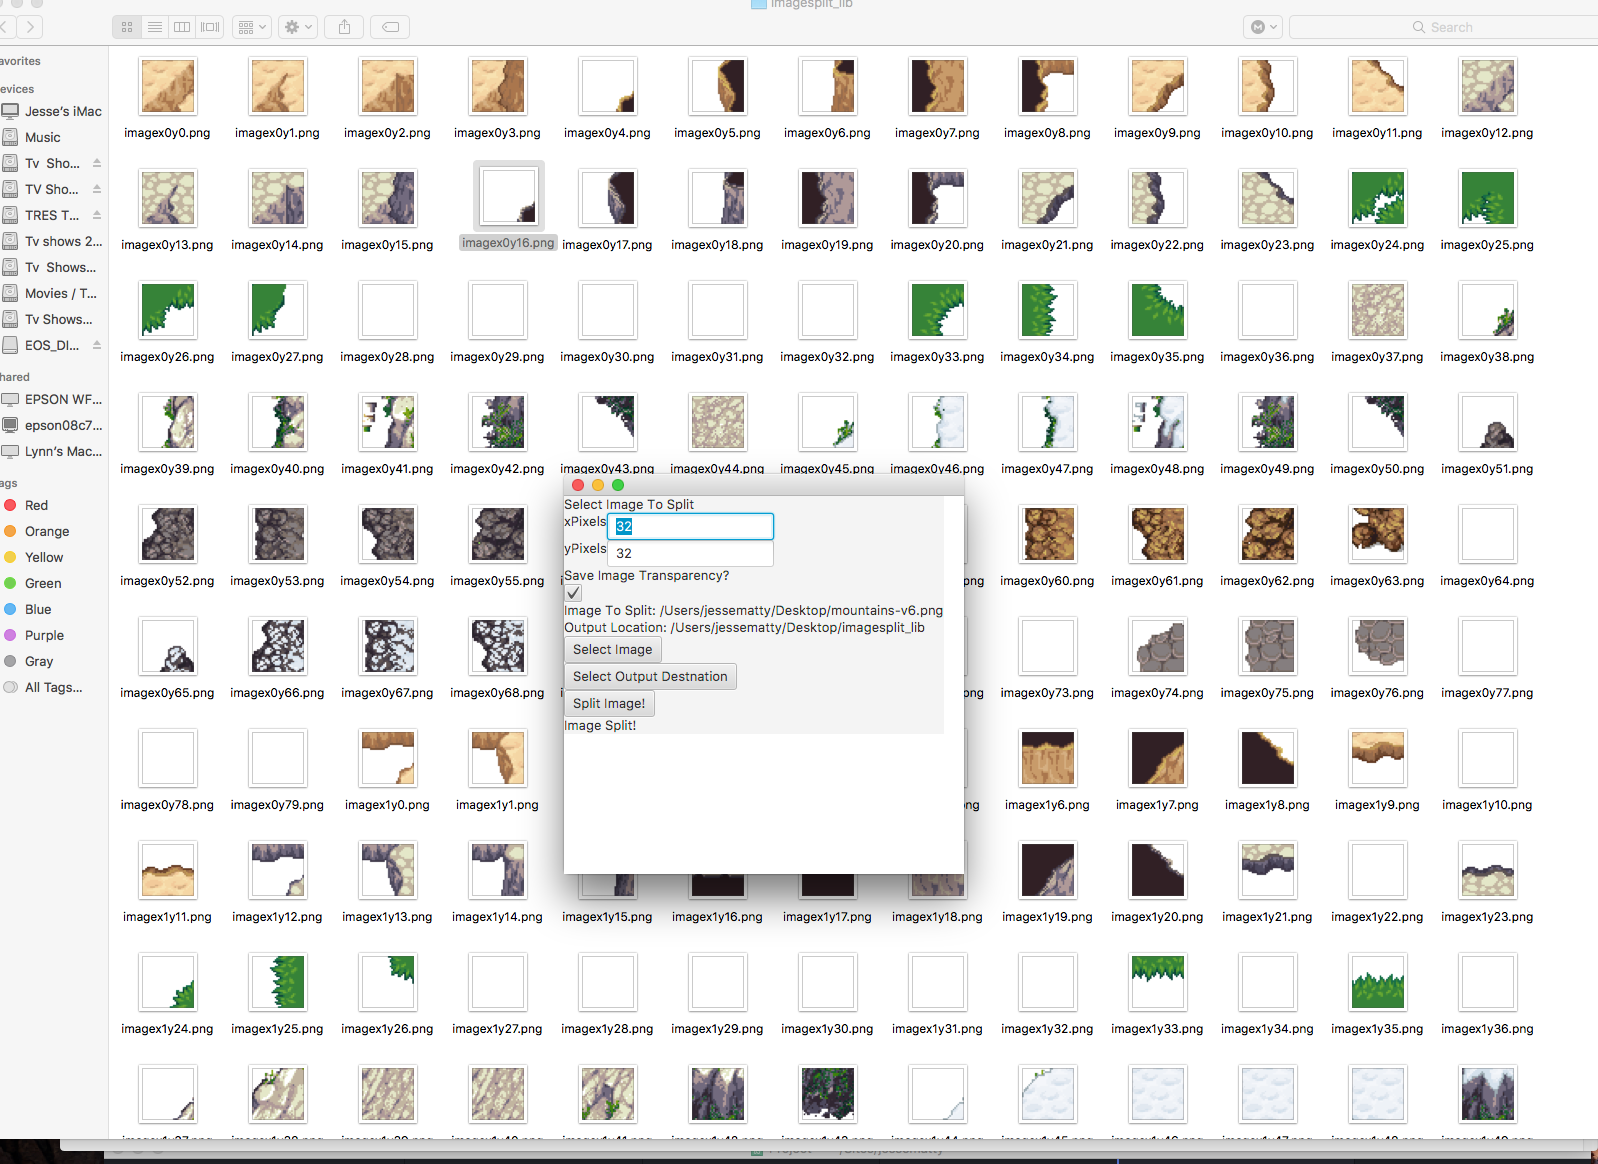 imagesplit_lib
Search
avorites
evices
Jesse's iMac
Music
Tv Sho...
TV Sho...
TRES T...
Tv shows 2...
Tv Shows...
Movies / T...
Tv Shows...
EOS_DI...
hared
EPSON WF...
epson08c7...
Lynn's Mac...
ags
Red
Orange
Yellow
Green
Blue
Purple
Gray
All Tags...
imagex0y0.png imagex0y1.png imagex0y2.png imagex0y3.png imagex0y4.png imagex0y5.png imagex0y6.png imagex0y7.png imagex0y8.png imagex0y9.png imagex0y10.png imagex0y11.png imagex0y12.png
imagex0y13.png imagex0y14.png imagex0y15.png imagex0y16.png imagex0y17.png imagex0y18.png imagex0y19.png imagex0y20.png imagex0y21.png imagex0y22.png imagex0y23.png imagex0y24.png imagex0y25.png
imagex0y26.png imagex0y27.png imagex0y28.png imagex0y29.png imagex0y30.png imagex0y31.png imagex0y32.png imagex0y33.png imagex0y34.png imagex0y35.png imagex0y36.png imagex0y37.png imagex0y38.png
imagex0y39.png imagex0y40.png imagex0y41.png imagex0y42.png imagex0y43.png imagex0y44.png imagex0y45.png imagex0y46.png imagex0y47.png imagex0y48.png imagex0y49.png imagex0y50.png imagex0y51.png
imagex0y52.png imagex0y53.png imagex0y54.png imagex0y55.png png imagex0y60.png imagex0y61.png imagex0y62.png imagex0y63.png imagex0y64.png
imagex0y65.png imagex0y66.png imagex0y67.png imagex0y68.png png imagex0y73.png imagex0y74.png imagex0y75.png imagex0y76.png imagex0y77.png
imagex0y78.png imagex0y79.png imagex1y0.png imagex1y1.png ng imagex1y6.png imagex1y7.png imagex1y8.png imagex1y9.png imagex1y10.png
imagex1y11.png imagex1y12.png imagex1y13.png imagex1y14.png imagex1y15.png imagex1y16.png imagex1y17.png imagex1y18.png imagex1y19.png imagex1y20.png imagex1y21.png imagex1y22.png imagex1y23.png
imagex1y24.png imagex1y25.png imagex1y26.png imagex1y27.png imagex1y28.png imagex1y29.png imagex1y30.png imagex1y31.png imagex1y32.png imagex1y33.png imagex1y34.png imagex1y35.png imagex1y36.png
Select Image To Split
xPixels 32
yPixels 32
Save Image Transparency?
Image To Split: /Users/jessematty/Desktop/mountains-v6.png
Output Location: /Users/jessematty/Desktop/imagesplit_lib
Select Image
Select Output Destnation
Split Image!
Image Split!